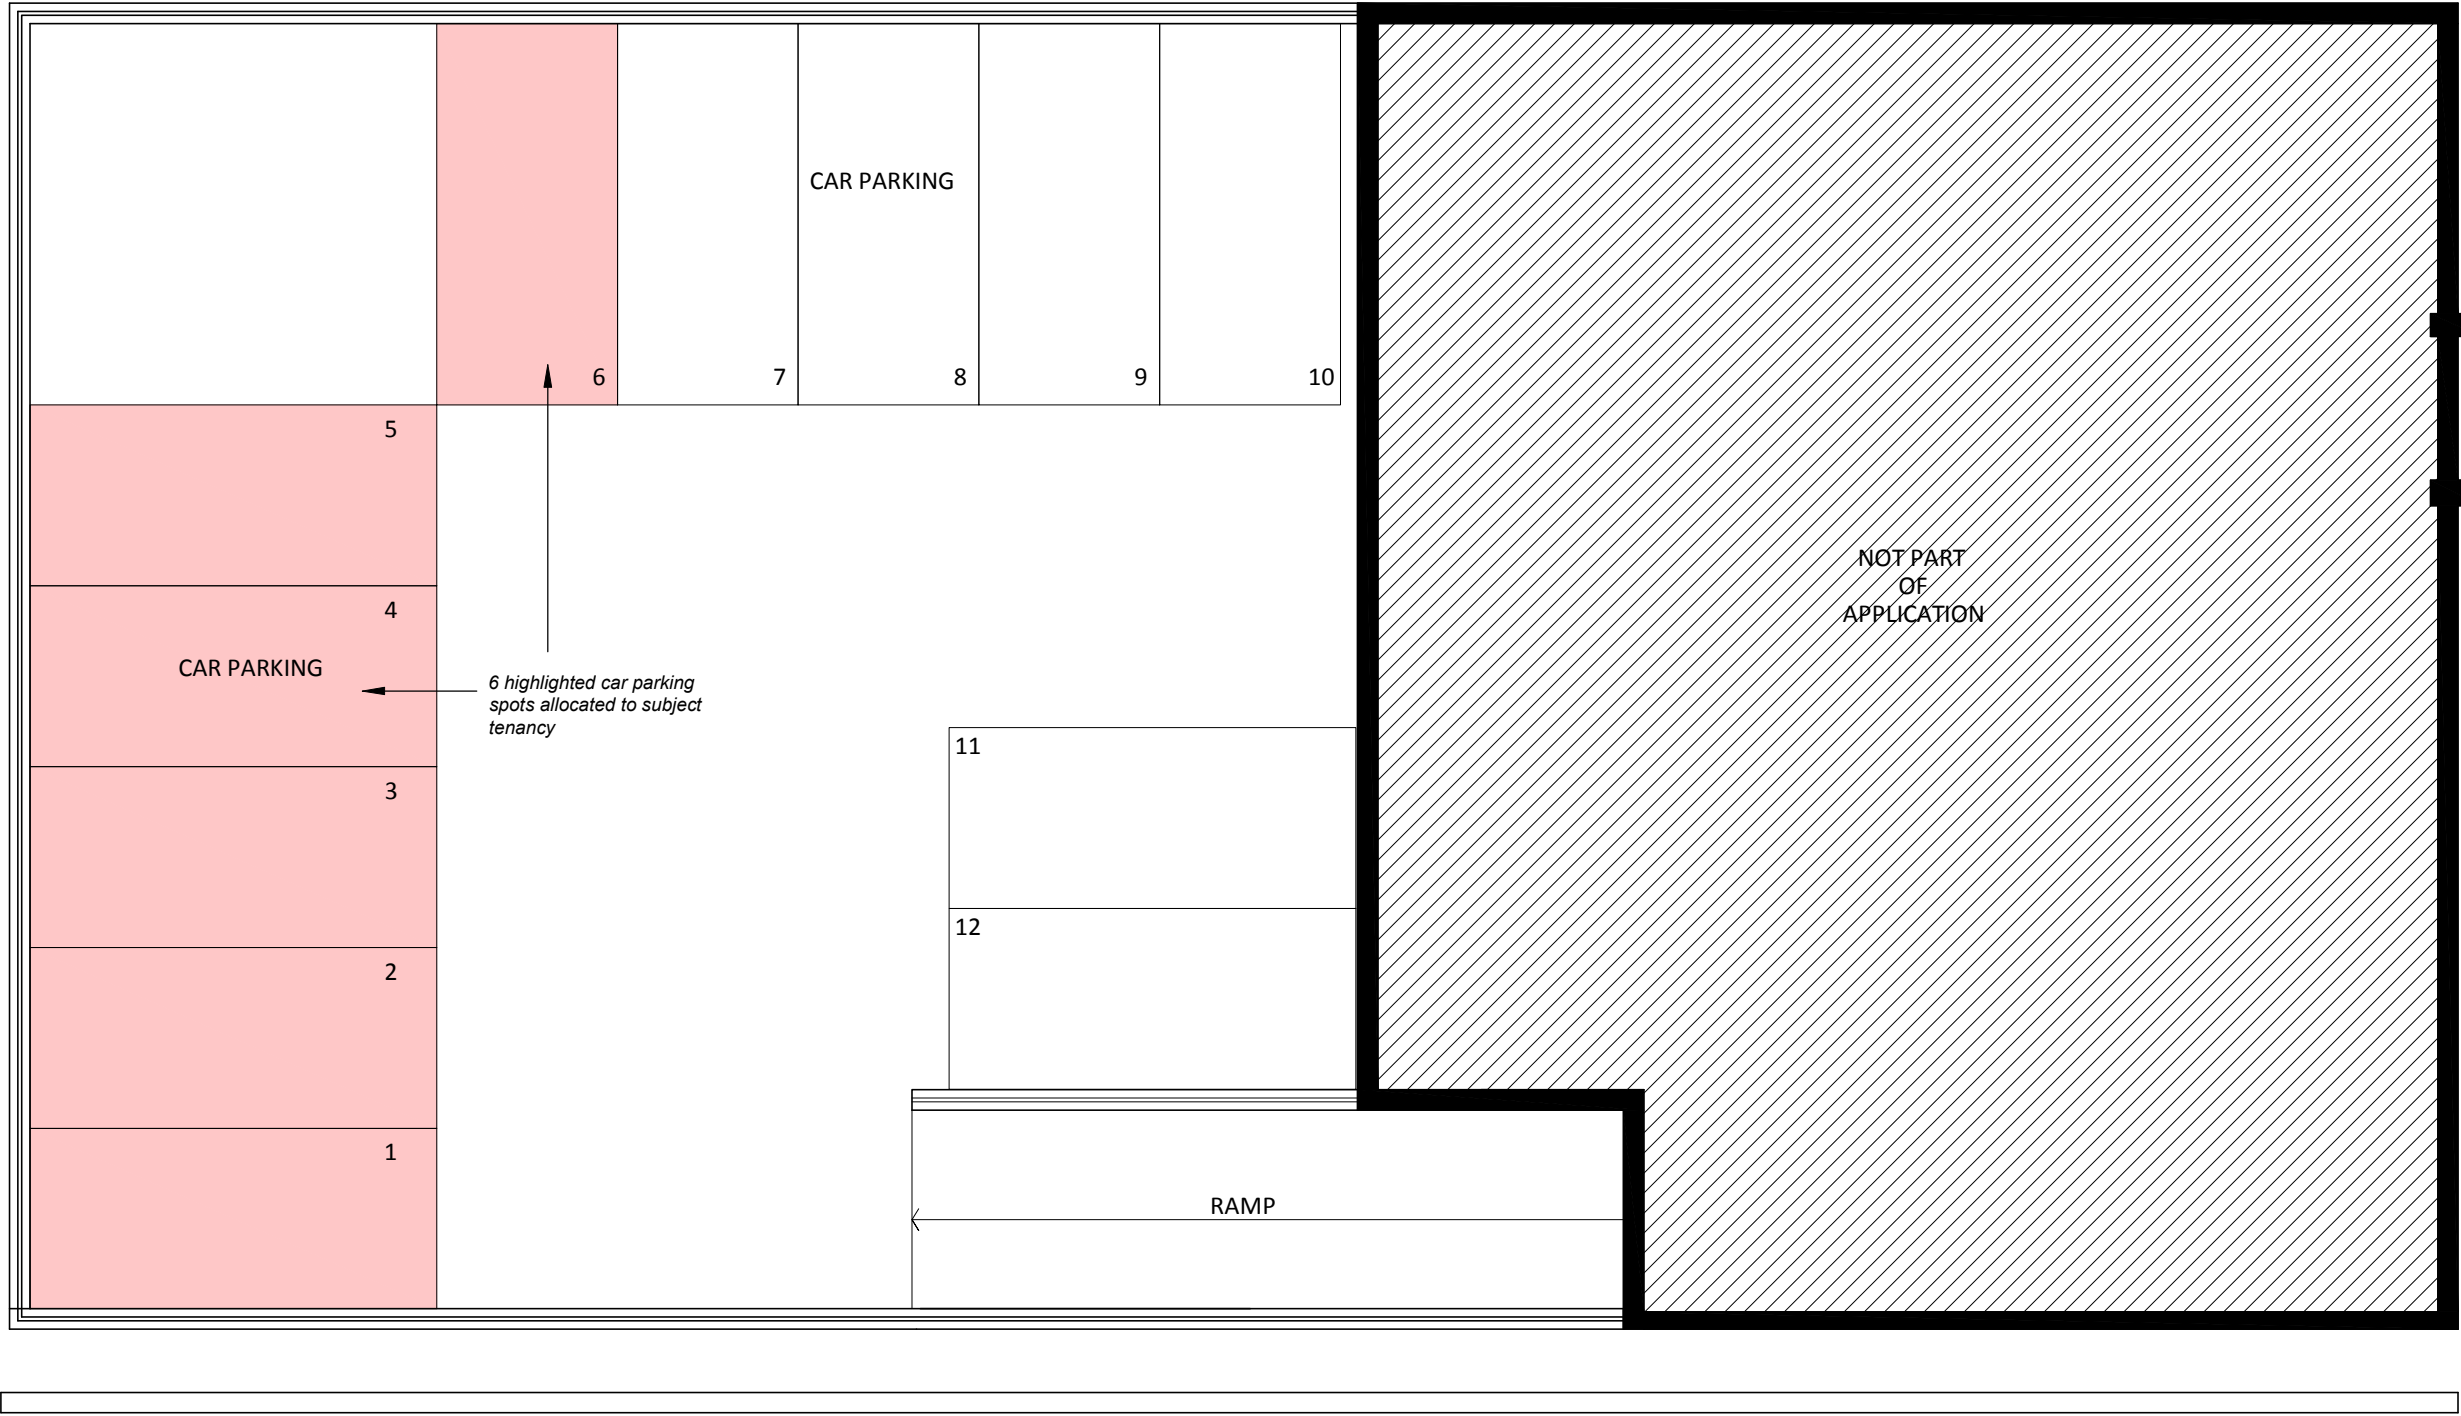 CAR PARKING
6
7
8
9
10
5
4
CAR PARKING
3
2
1
6 highlighted car parking
spots allocated to subject
tenancy
11
12
RAMP
NOT PART
OF
APPLICATION